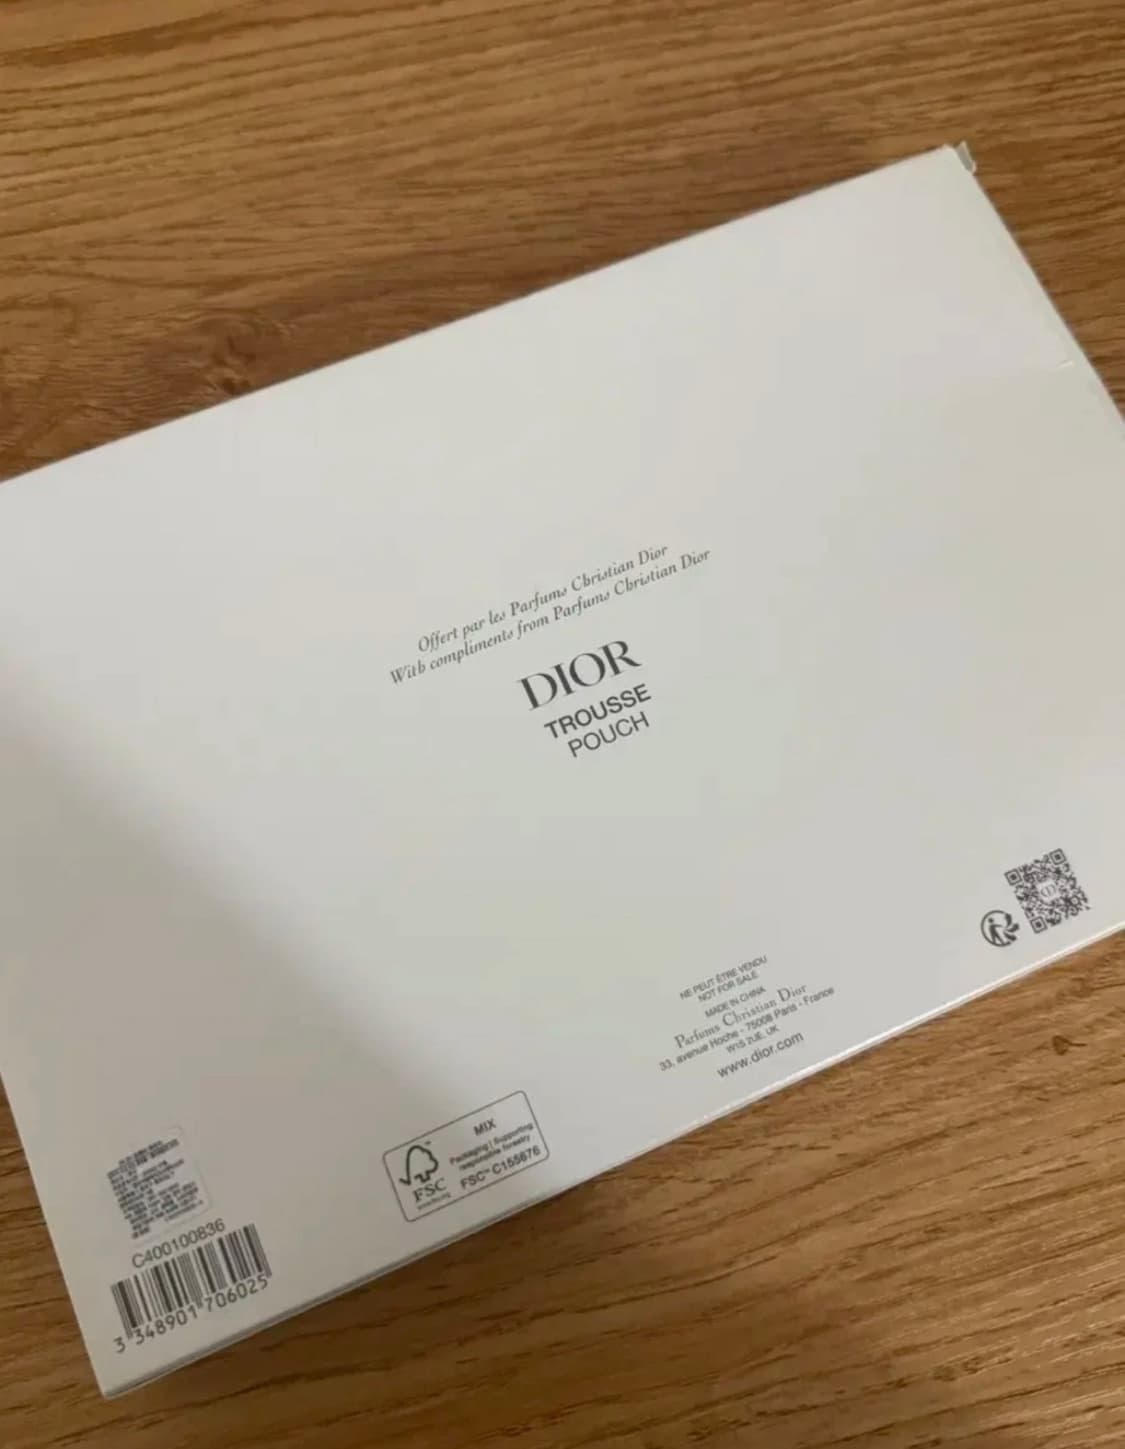 Offert par les Parfums Christian Dior
With compliments from Parfums Christian Dior
DIOR
TROUSSE
POUCH
NE PEUT ÊTRE VENDU
NOT FOR SALE
MADE IN CHINA
Parfums Christian Dior
33, avenue Hoche - 75008 Paris - France
W1S 2UE. UK
www.dior.com
MIX
Packaging | Supporting
responsible forestry
FSC™ C155676
FSC
C400100836
3 348901 706025